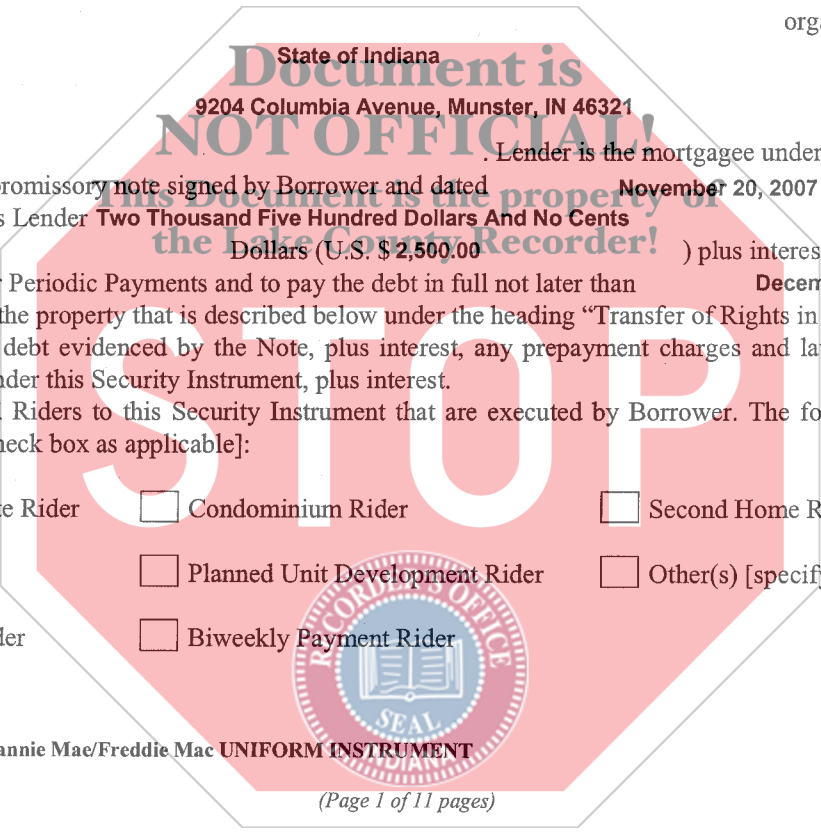 State of Indiana
Document is
9204 Columbia Avenue, Munster, IN 46321
NOT OFFICIAL!
. Lender is the mortgagee under
promissory note signed by Borrower and dated November 20, 2007
This Document is the property of
s Lender Two Thousand Five Hundred Dollars And No Cents
the Lake County Recorder!
Dollars (U.S. $ 2,500.00 ) plus interes
Periodic Payments and to pay the debt in full not later than Decem
the property that is described below under the heading “Transfer of Rights in
debt evidenced by the Note, plus interest, any prepayment charges and la
nder this Security Instrument, plus interest.
Riders to this Security Instrument that are executed by Borrower. The fo
heck box as applicable]:
STOP
te Rider Condominium Rider Second Home R
Planned Unit Development Rider Other(s) [specify
der Biweekly Payment Rider
RECORDER'S OFFICE
SEAL
INDIANA
annie Mae/Freddie Mac UNIFORM INSTRUMENT
(Page 1 of 11 pages)